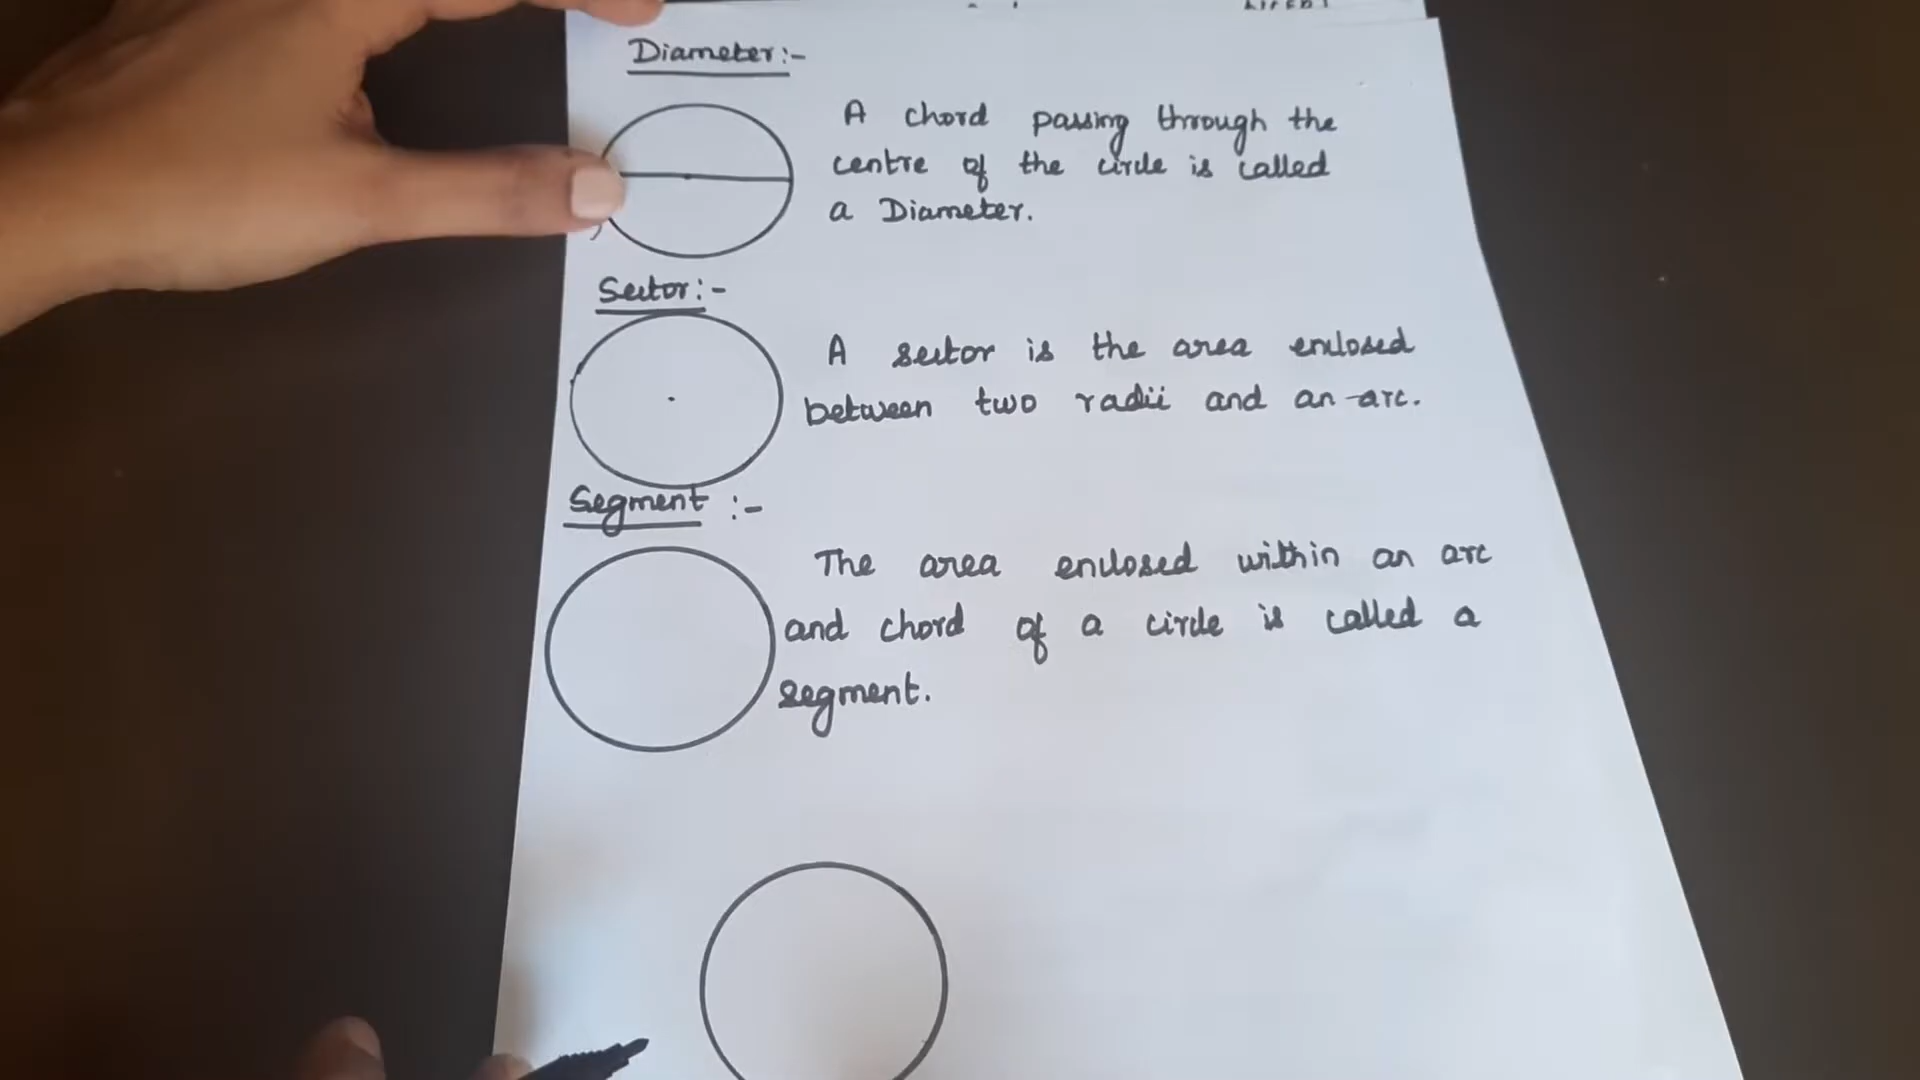 Diameter:-
A chord passing through the
centre of the circle is called
a Diameter.
Sector:-
A sector is the area enclosed
between two radii and an arc.
Segment :-
The area enclosed within an arc
and chord of a circle is called a
segment.